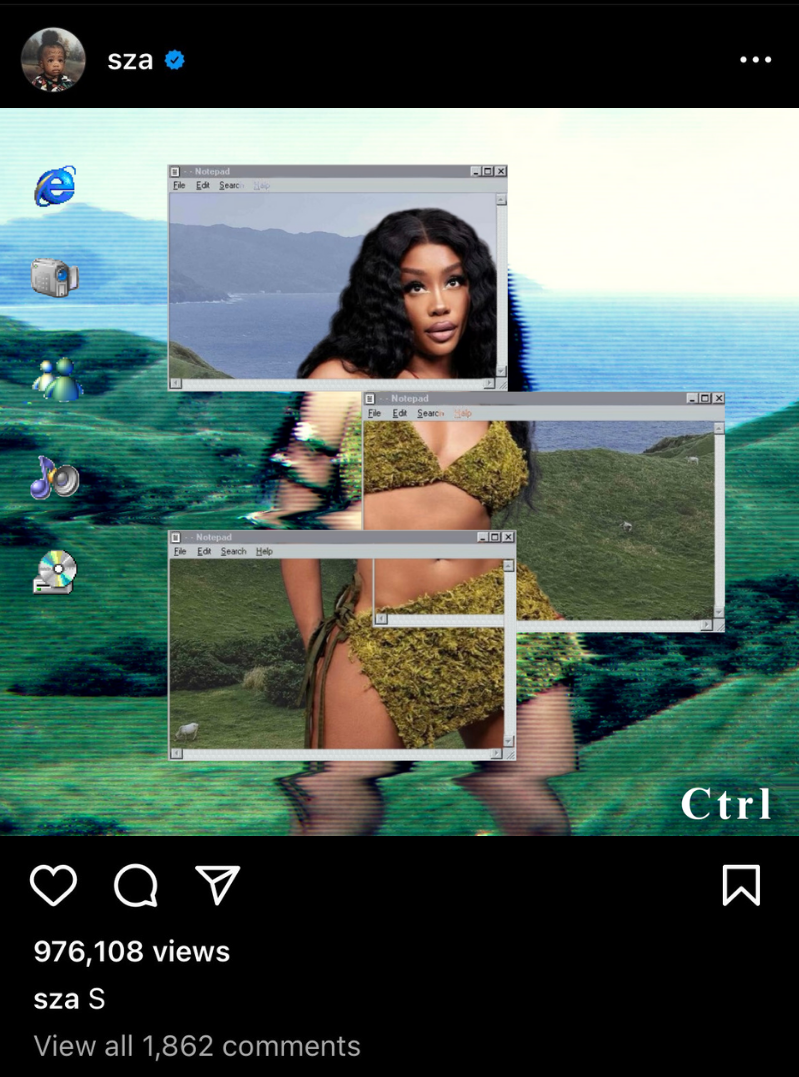 sza
- - Notepad
File Edit Search Help
- - Notepad
File Edit Search Help
- - Notepad
File Edit Search Help
Ctrl
976,108 views
sza S
View all 1,862 comments